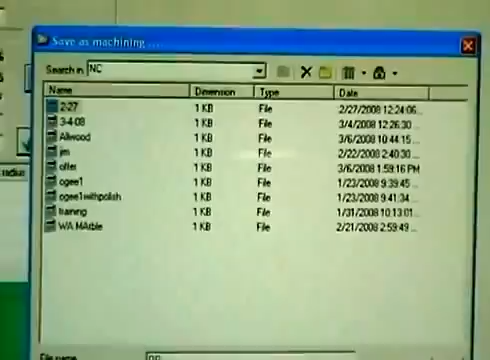 Save as machining ...
Search in NC
Name Dimension Type Date
2-27 1 KB File 2/27/2008 12:24:06...
3-4-08 1 KB File 3/4/2008 12:26:30...
Allwood 1 KB File 3/6/2008 10:44:15...
jim 1 KB File 2/22/2008 2:40:30...
offer 1 KB File 3/6/2008 1:59:16 PM
ogee1 1 KB File 1/23/2008 9:39:45...
ogee1withpolish 1 KB File 1/23/2008 9:41:34...
training 1 KB File 1/31/2008 10:13:01...
WA MArble 1 KB File 2/21/2008 2:59:49...
radius
File name